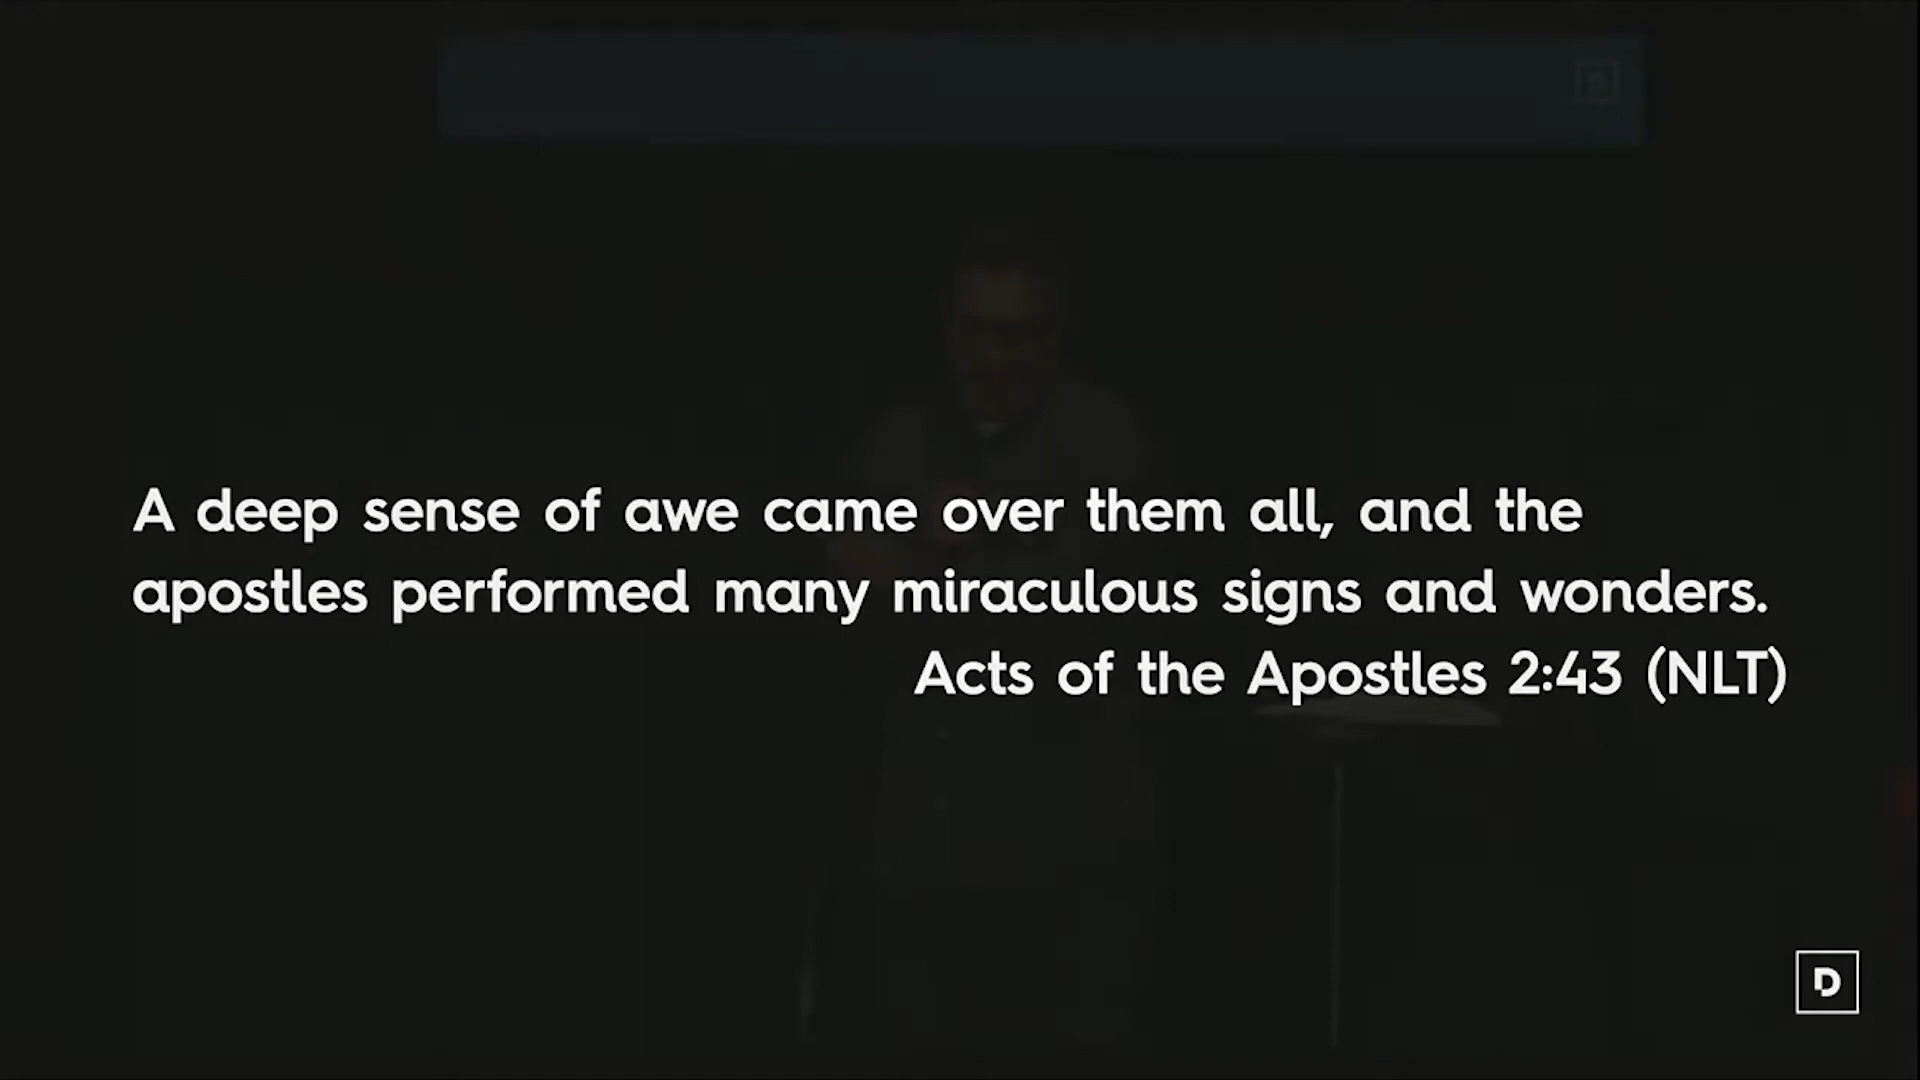 A deep sense of awe came over them all, and the
apostles performed many miraculous signs and wonders.
Acts of the Apostles 2:43 (NLT)
D